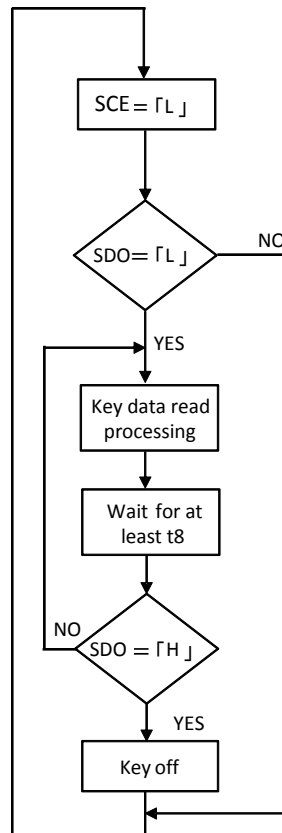 SCE=「L」
SDO=「L」
NO
YES
Key data read
processing
Wait for at
least t8
NO
SDO =「H」
YES
Key off